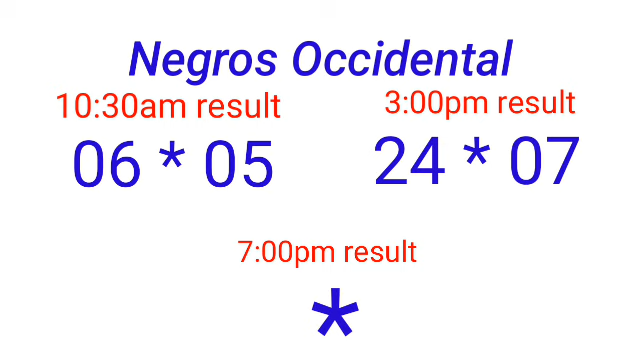 Negros Occidental
10:30am result
06 * 05
3:00pm result
24 * 07
7:00pm result
*